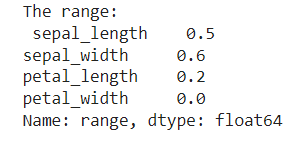 The range:
 sepal_length    0.5
sepal_width     0.6
petal_length    0.2
petal_width     0.0
Name: range, dtype: float64